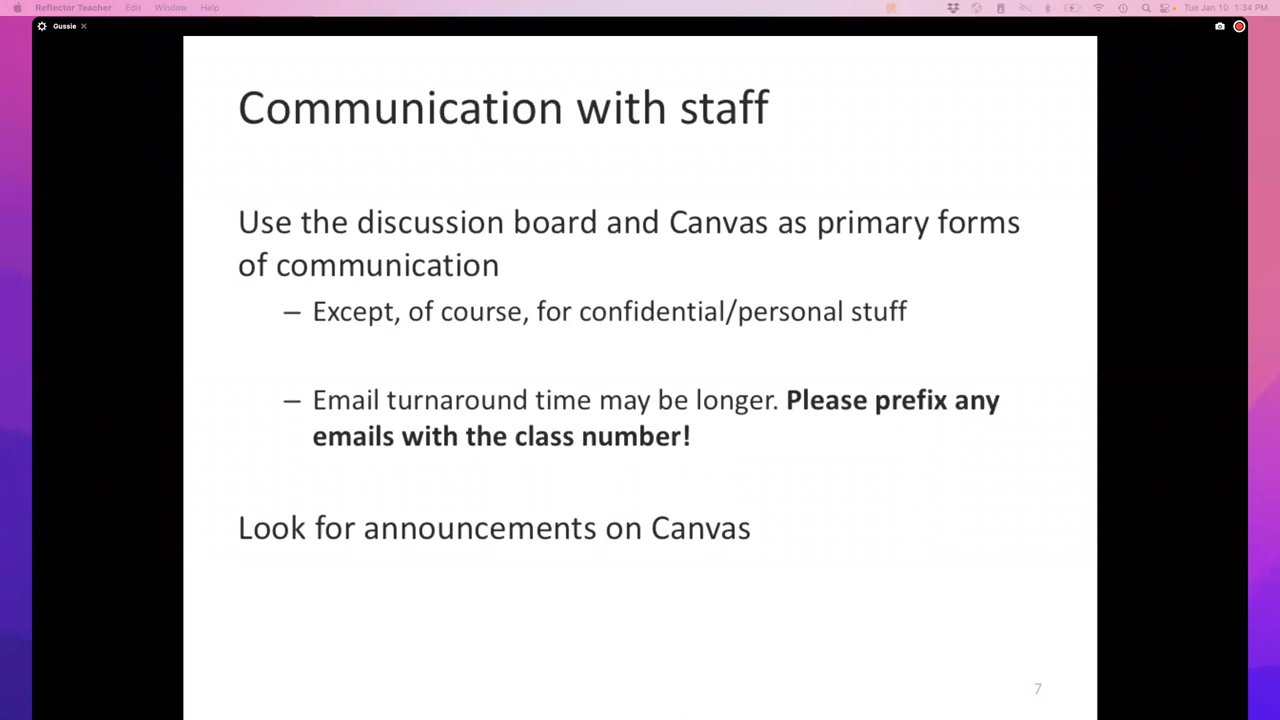 Reflector Teacher Edit Window Help Tue Jan 10 1:34 PM
Gussie
Communication with staff
Use the discussion board and Canvas as primary forms
of communication
– Except, of course, for confidential/personal stuff
– Email turnaround time may be longer. Please prefix any
emails with the class number!
Look for announcements on Canvas
7